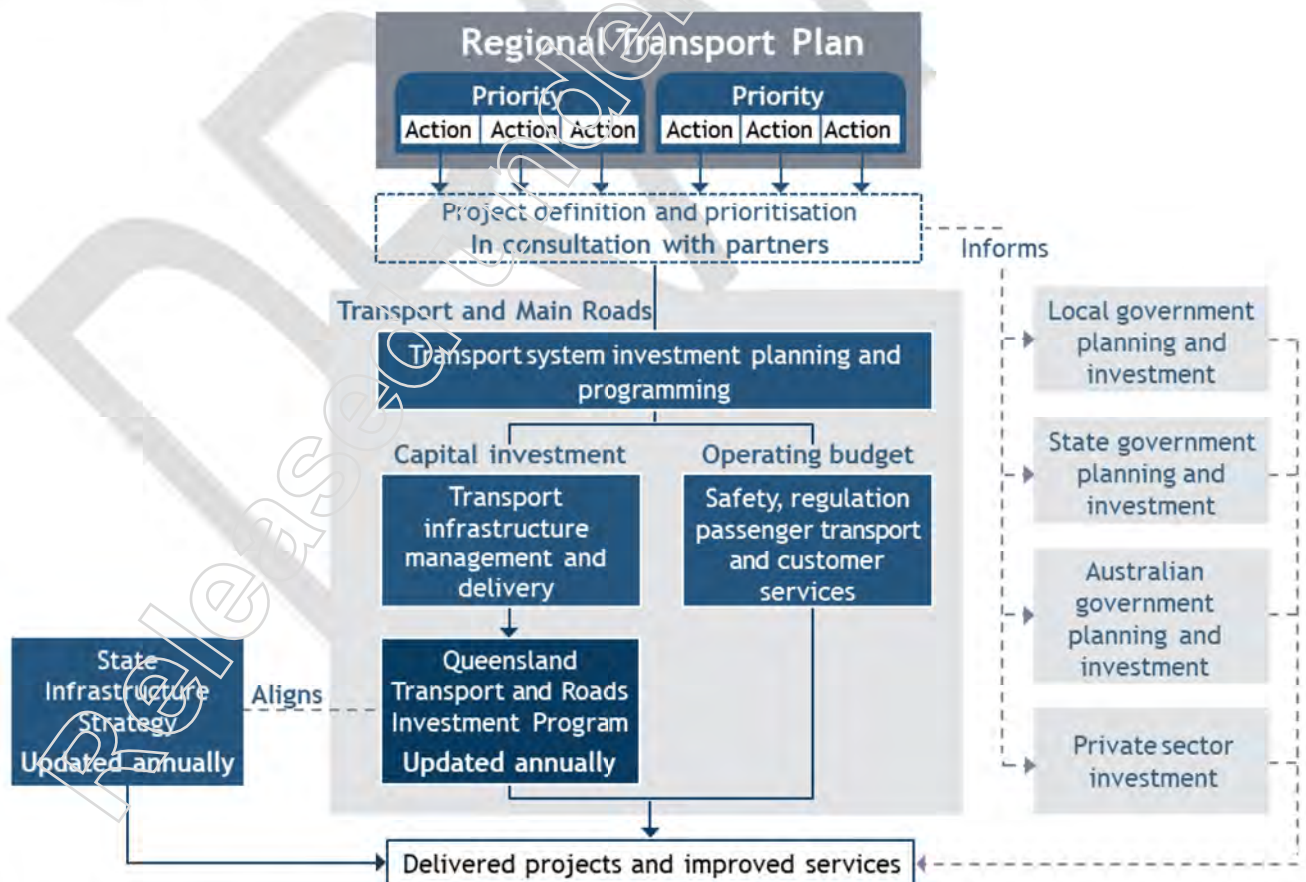 Regional Transport Plan
Priority
Action Action Action
Priority
Action Action Action
Project definition and prioritisation
In consultation with partners
Informs
Transport and Main Roads
Transport system investment planning and
programming
Capital investment
Transport
infrastructure
management and
delivery
Queensland
Transport and Roads
Investment Program
Updated annually
Operating budget
Safety, regulation
passenger transport
and customer
services
State
Infrastructure
Strategy
Updated annually
Aligns
Local government
planning and
investment
State government
planning and
investment
Australian
government
planning and
investment
Private sector
investment
Delivered projects and improved services
Released under